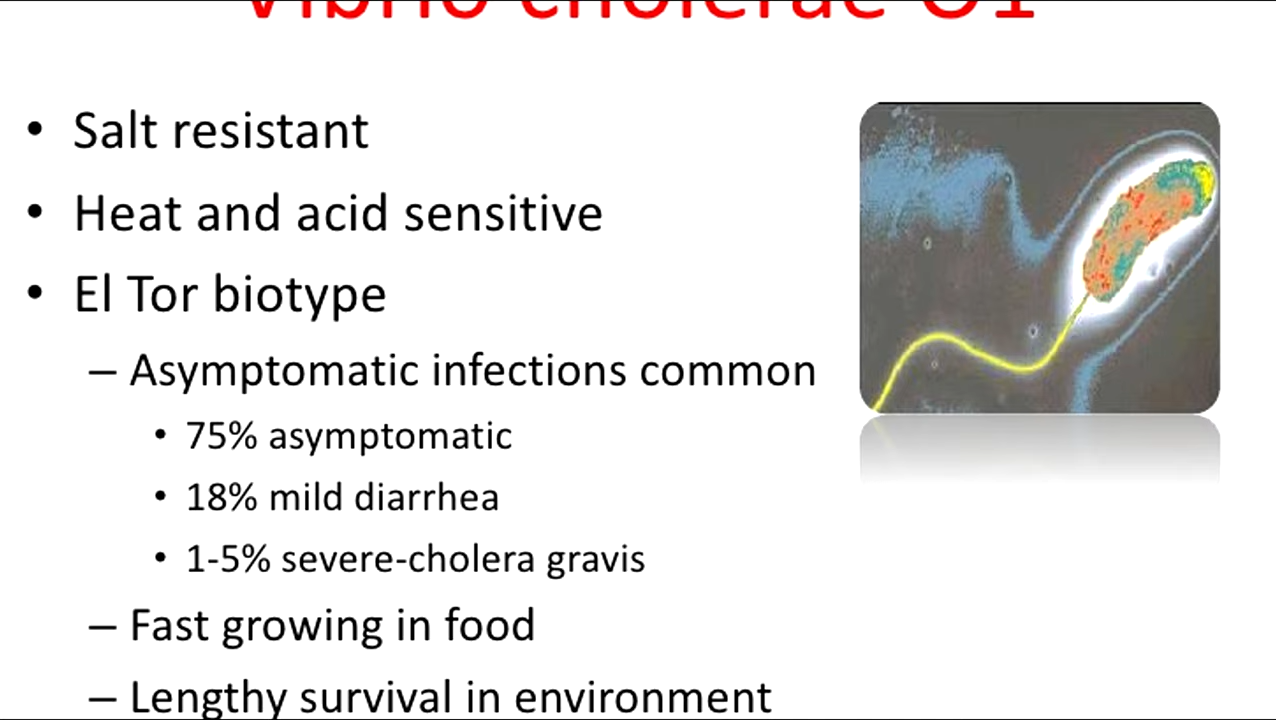 Vibrio cholerae O1
• Salt resistant
• Heat and acid sensitive
• El Tor biotype
– Asymptomatic infections common
• 75% asymptomatic
• 18% mild diarrhea
• 1-5% severe-cholera gravis
– Fast growing in food
– Lengthy survival in environment